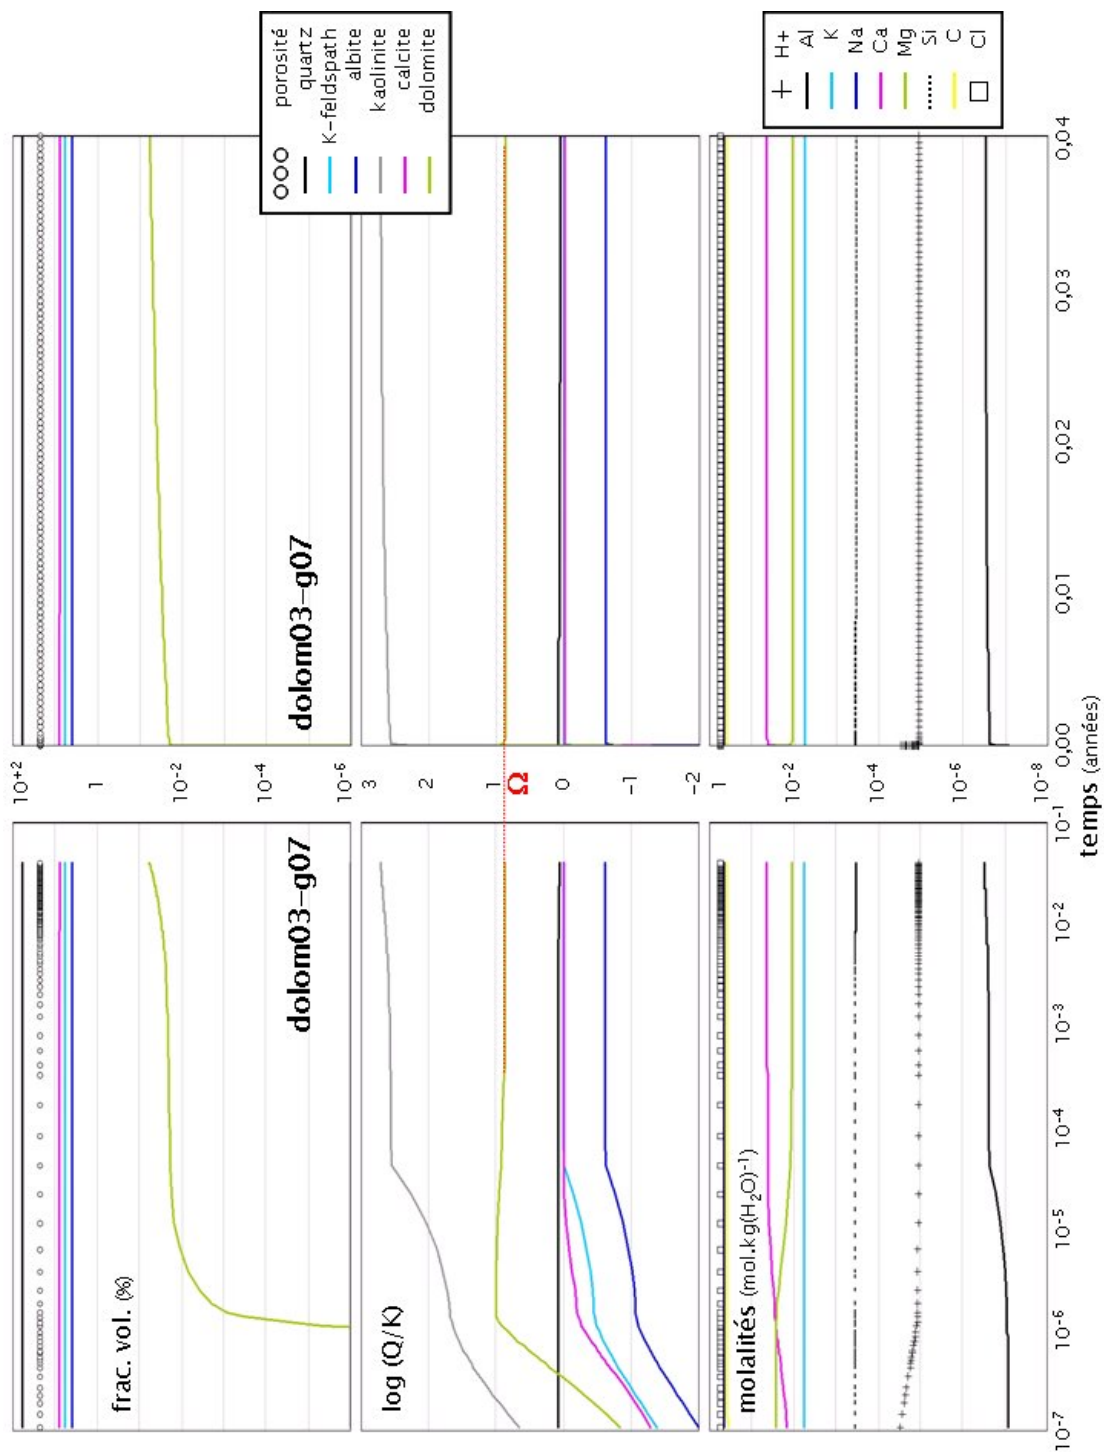 porosité
quartz
K-feldspath
albite
kaolinite
calcite
dolomite
H+
Al
K
Na
Ca
Mg
Si
C
Cl
frac. vol. (%)
dolom03-g07
dolom03-g07
10+2
1
10-2
10-4
10-6
log (Q/K)
3
2
1
Ω
0
-1
-2
molalités (mol.kg(H2O)-1)
1
10-2
10-4
10-6
10-8
10-7
10-6
10-5
10-4
10-3
10-2
10-1
0,00
0,01
0,02
0,03
0,04
temps (années)